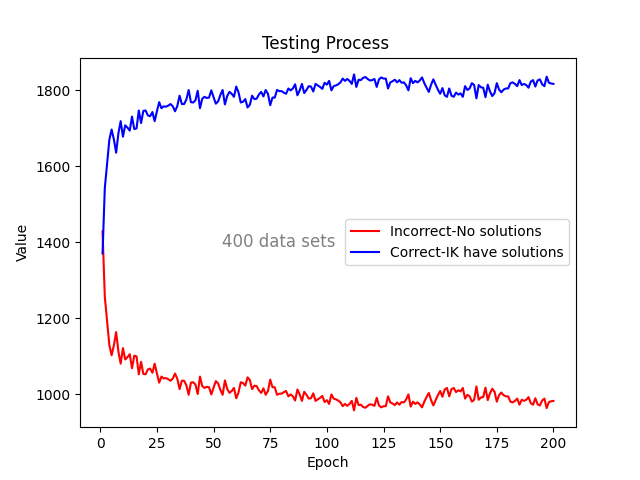 Testing Process
1800
1600
1400
1200
1000
Value
400 data sets
Incorrect-No solutions
Correct-IK have solutions
0 25 50 75 100 125 150 175 200
Epoch